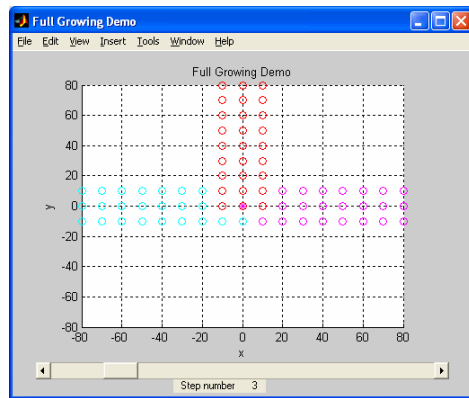 Full Growing Demo
File Edit View Insert Tools Window Help
Full Growing Demo
80
60
40
20
0
-20
-40
-60
-80
y
-80 -60 -40 -20 0 20 40 60 80
x
Step number 3